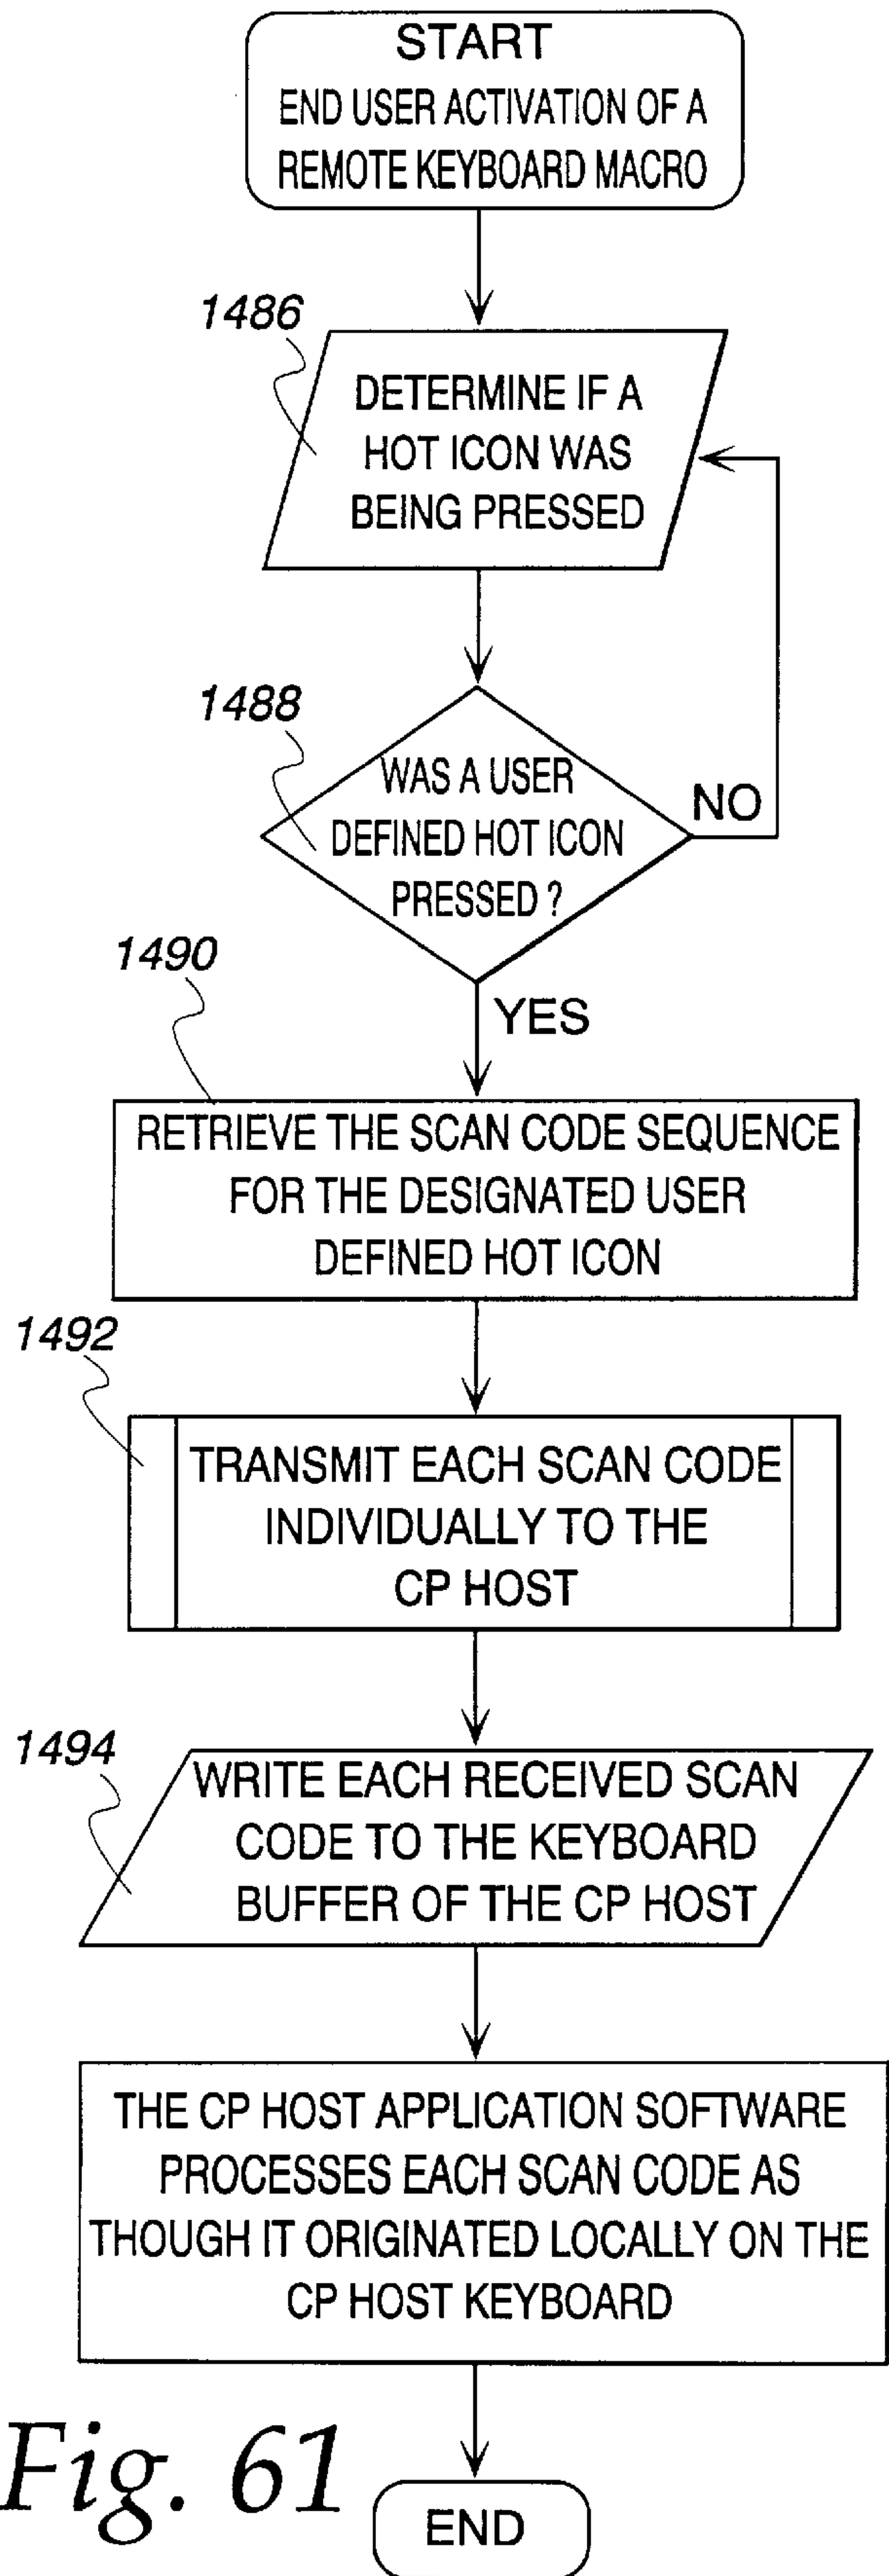 START
END USER ACTIVATION OF A
REMOTE KEYBOARD MACRO
1486
DETERMINE IF A
HOT ICON WAS
BEING PRESSED
1488
WAS A USER
DEFINED HOT ICON
PRESSED ?
NO
YES
1490
RETRIEVE THE SCAN CODE SEQUENCE
FOR THE DESIGNATED USER
DEFINED HOT ICON
1492
TRANSMIT EACH SCAN CODE
INDIVIDUALLY TO THE
CP HOST
1494
WRITE EACH RECEIVED SCAN
CODE TO THE KEYBOARD
BUFFER OF THE CP HOST
THE CP HOST APPLICATION SOFTWARE
PROCESSES EACH SCAN CODE AS
THOUGH IT ORIGINATED LOCALLY ON THE
CP HOST KEYBOARD
Fig. 61
END